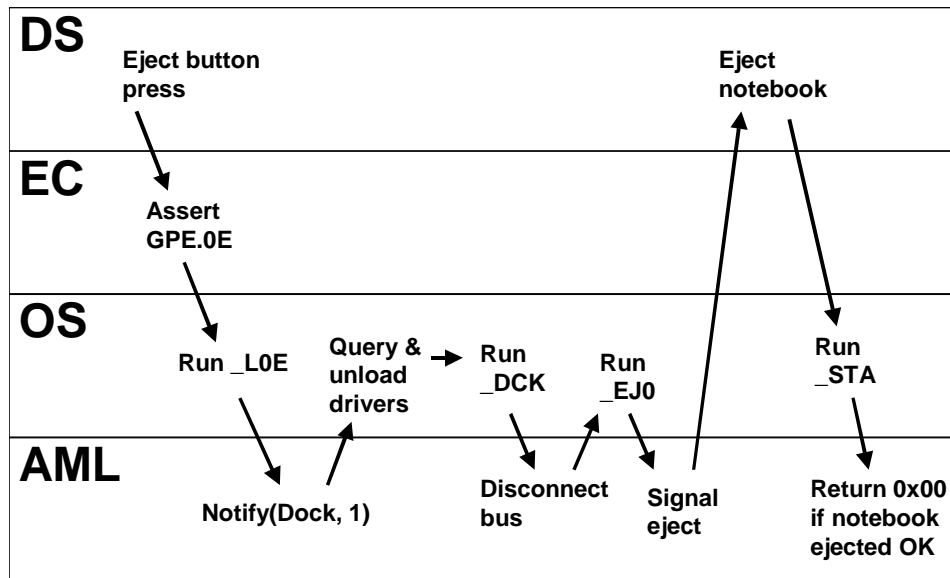 DS
Eject button
press
Eject
notebook
EC
Assert
GPE.0E
OS
Run _L0E
Query &
unload
drivers
Run
_DCK
Run
_EJ0
Run
_STA
AML
Notify(Dock, 1)
Disconnect
bus
Signal
eject
Return 0x00
if notebook
ejected OK